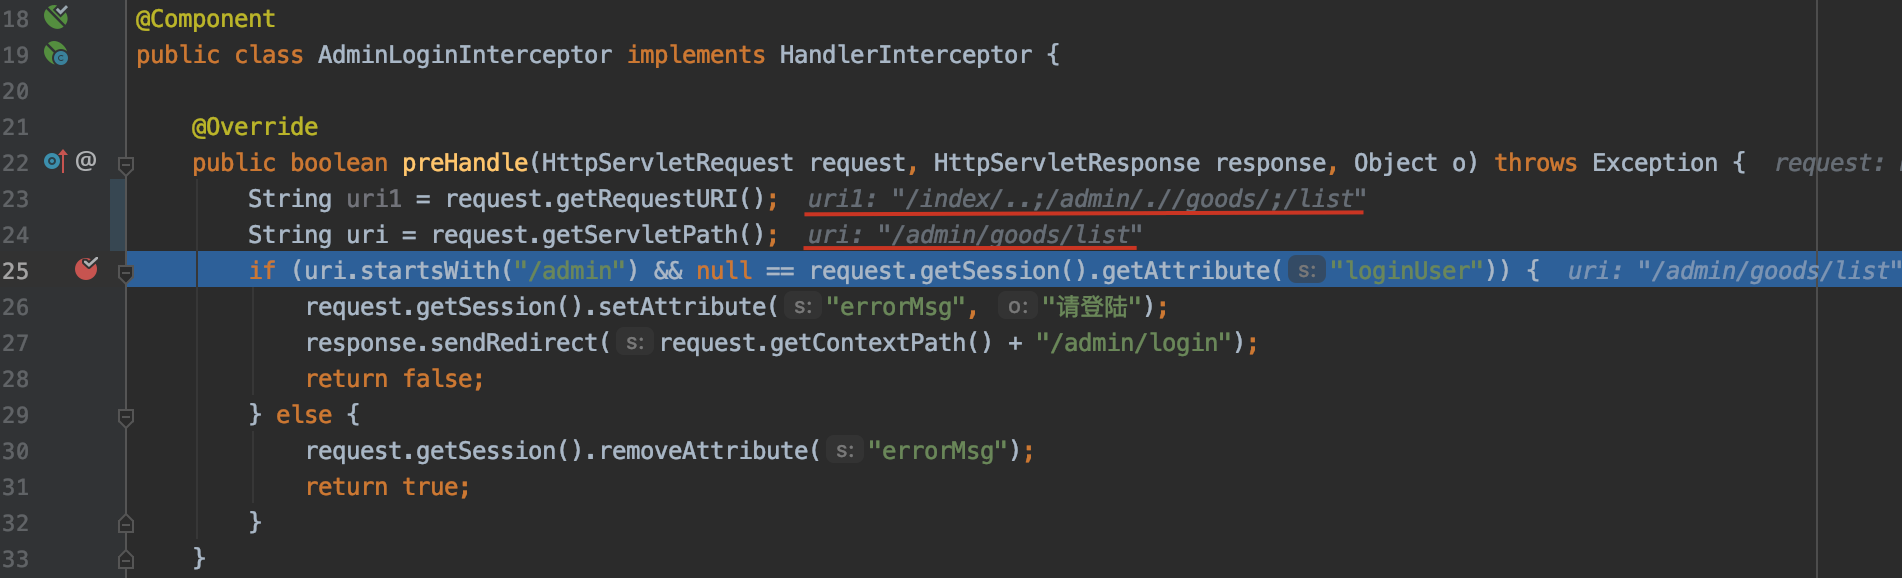 18 @Component
19 public class AdminLoginInterceptor implements HandlerInterceptor {
20
21 @Override
22 @ public boolean preHandle(HttpServletRequest request, HttpServletResponse response, Object o) throws Exception { request:
23 String uri1 = request.getRequestURI(); uri1: "/index/..;/admin/.//goods/;/list"
24 String uri = request.getServletPath(); uri: "/admin/goods/list"
25 if (uri.startsWith("/admin") && null == request.getSession().getAttribute( s: "loginUser")) { uri: "/admin/goods/list"
26 request.getSession().setAttribute( s: "errorMsg", o: "请登陆");
27 response.sendRedirect( s: request.getContextPath() + "/admin/login");
28 return false;
29 } else {
30 request.getSession().removeAttribute( s: "errorMsg");
31 return true;
32 }
33 }